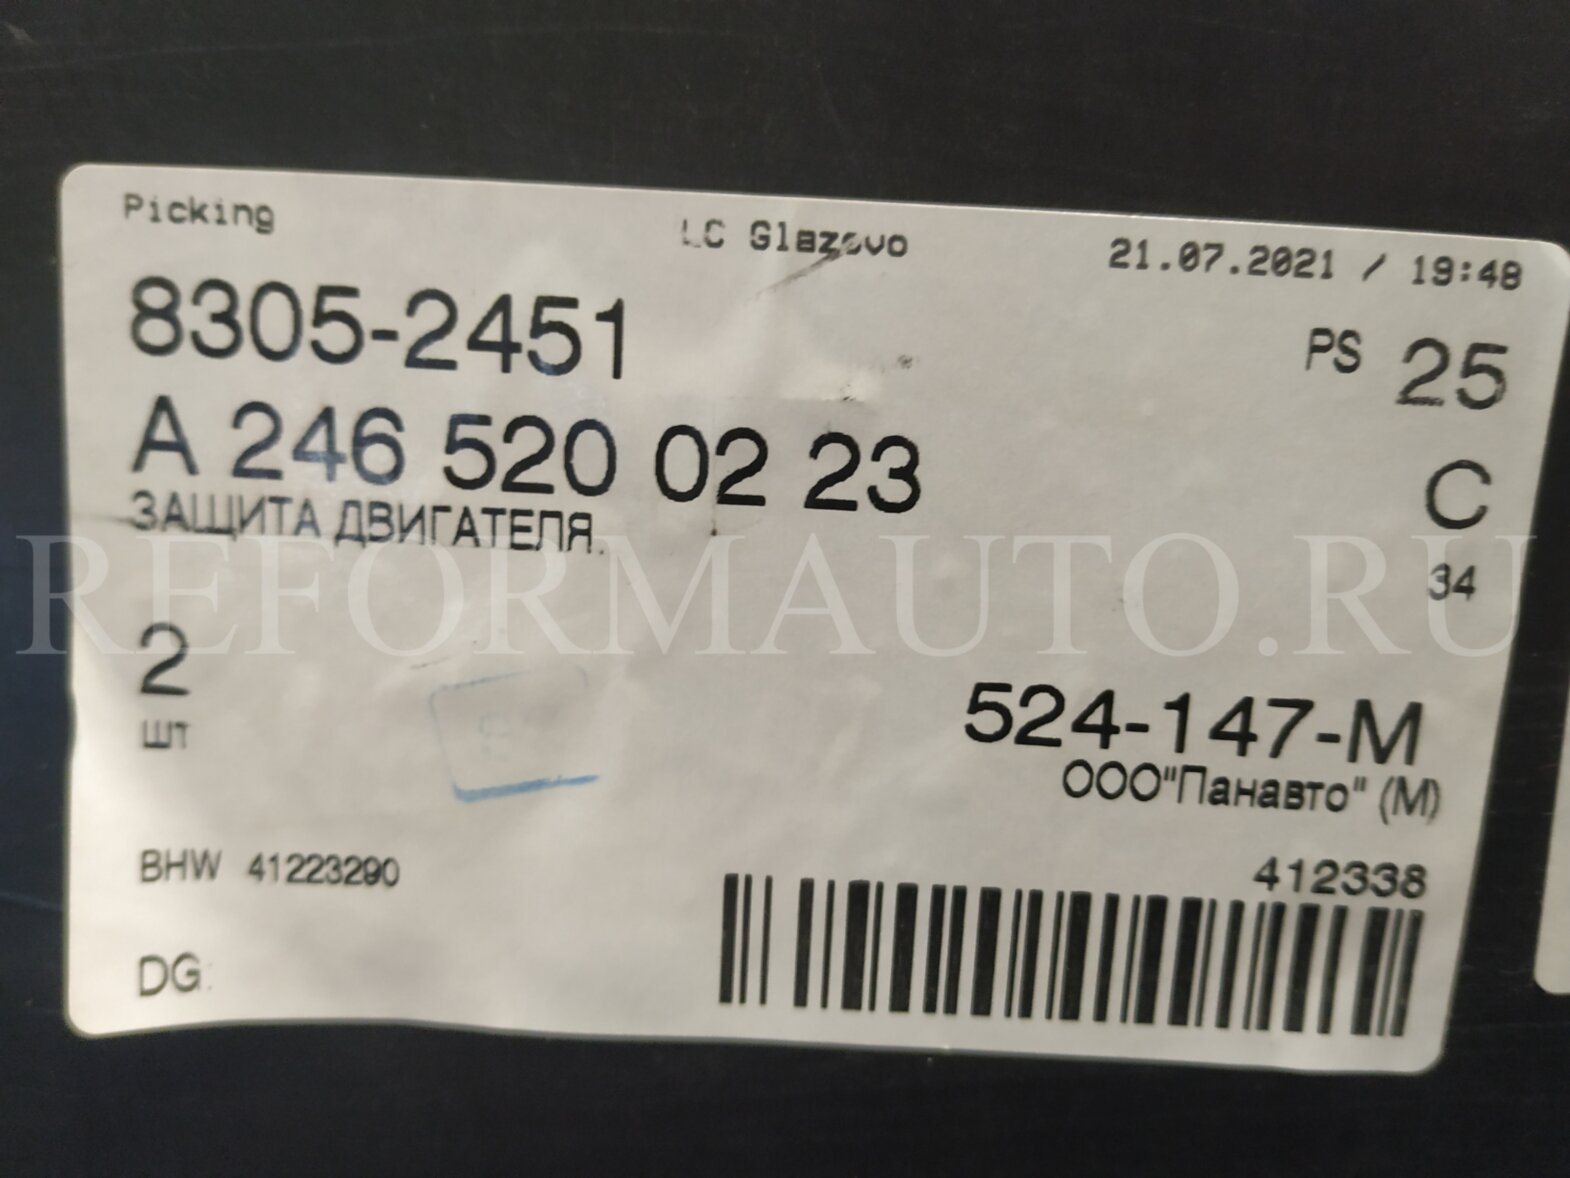 Picking LC Glazovo 21.07.2021 / 19:48
8305-2451 PS 25
A 246 520 02 23 C
ЗАЩИТА ДВИГАТЕЛЯ.
34
REFORMAUTO.RU
2
шт
524-147-М
ООО"Панавто" (М)
BHW 41223290 412338
DG: